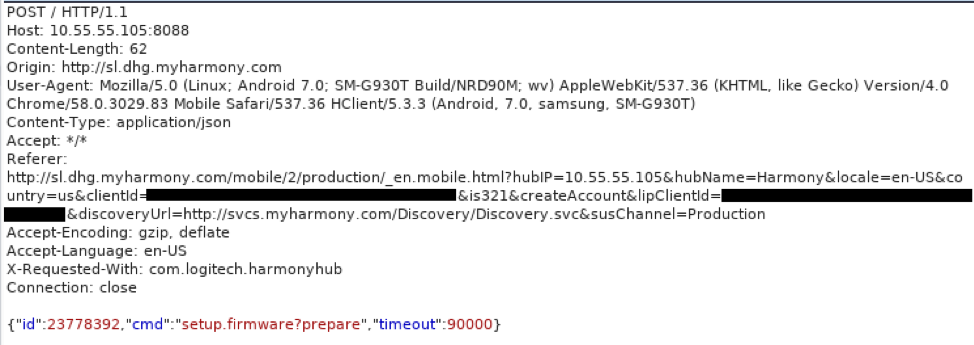 POST / HTTP/1.1
Host: 10.55.55.105:8088
Content-Length: 62
Origin: http://sl.dhg.myharmony.com
User-Agent: Mozilla/5.0 (Linux; Android 7.0; SM-G930T Build/NRD90M; wv) AppleWebKit/537.36 (KHTML, like Gecko) Version/4.0
Chrome/58.0.3029.83 Mobile Safari/537.36 HClient/5.3.3 (Android, 7.0, samsung, SM-G930T)
Content-Type: application/json
Accept: */*
Referer:
http://sl.dhg.myharmony.com/mobile/2/production/_en.mobile.html?hubIP=10.55.55.105&hubName=Harmony&locale=en-US&co
untry=us&clientId= &is321&createAccount&lipClientId=
&discoveryUrl=http://svcs.myharmony.com/Discovery/Discovery.svc&susChannel=Production
Accept-Encoding: gzip, deflate
Accept-Language: en-US
X-Requested-With: com.logitech.harmonyhub
Connection: close
{"id":23778392,"cmd":"setup.firmware?prepare","timeout":90000}